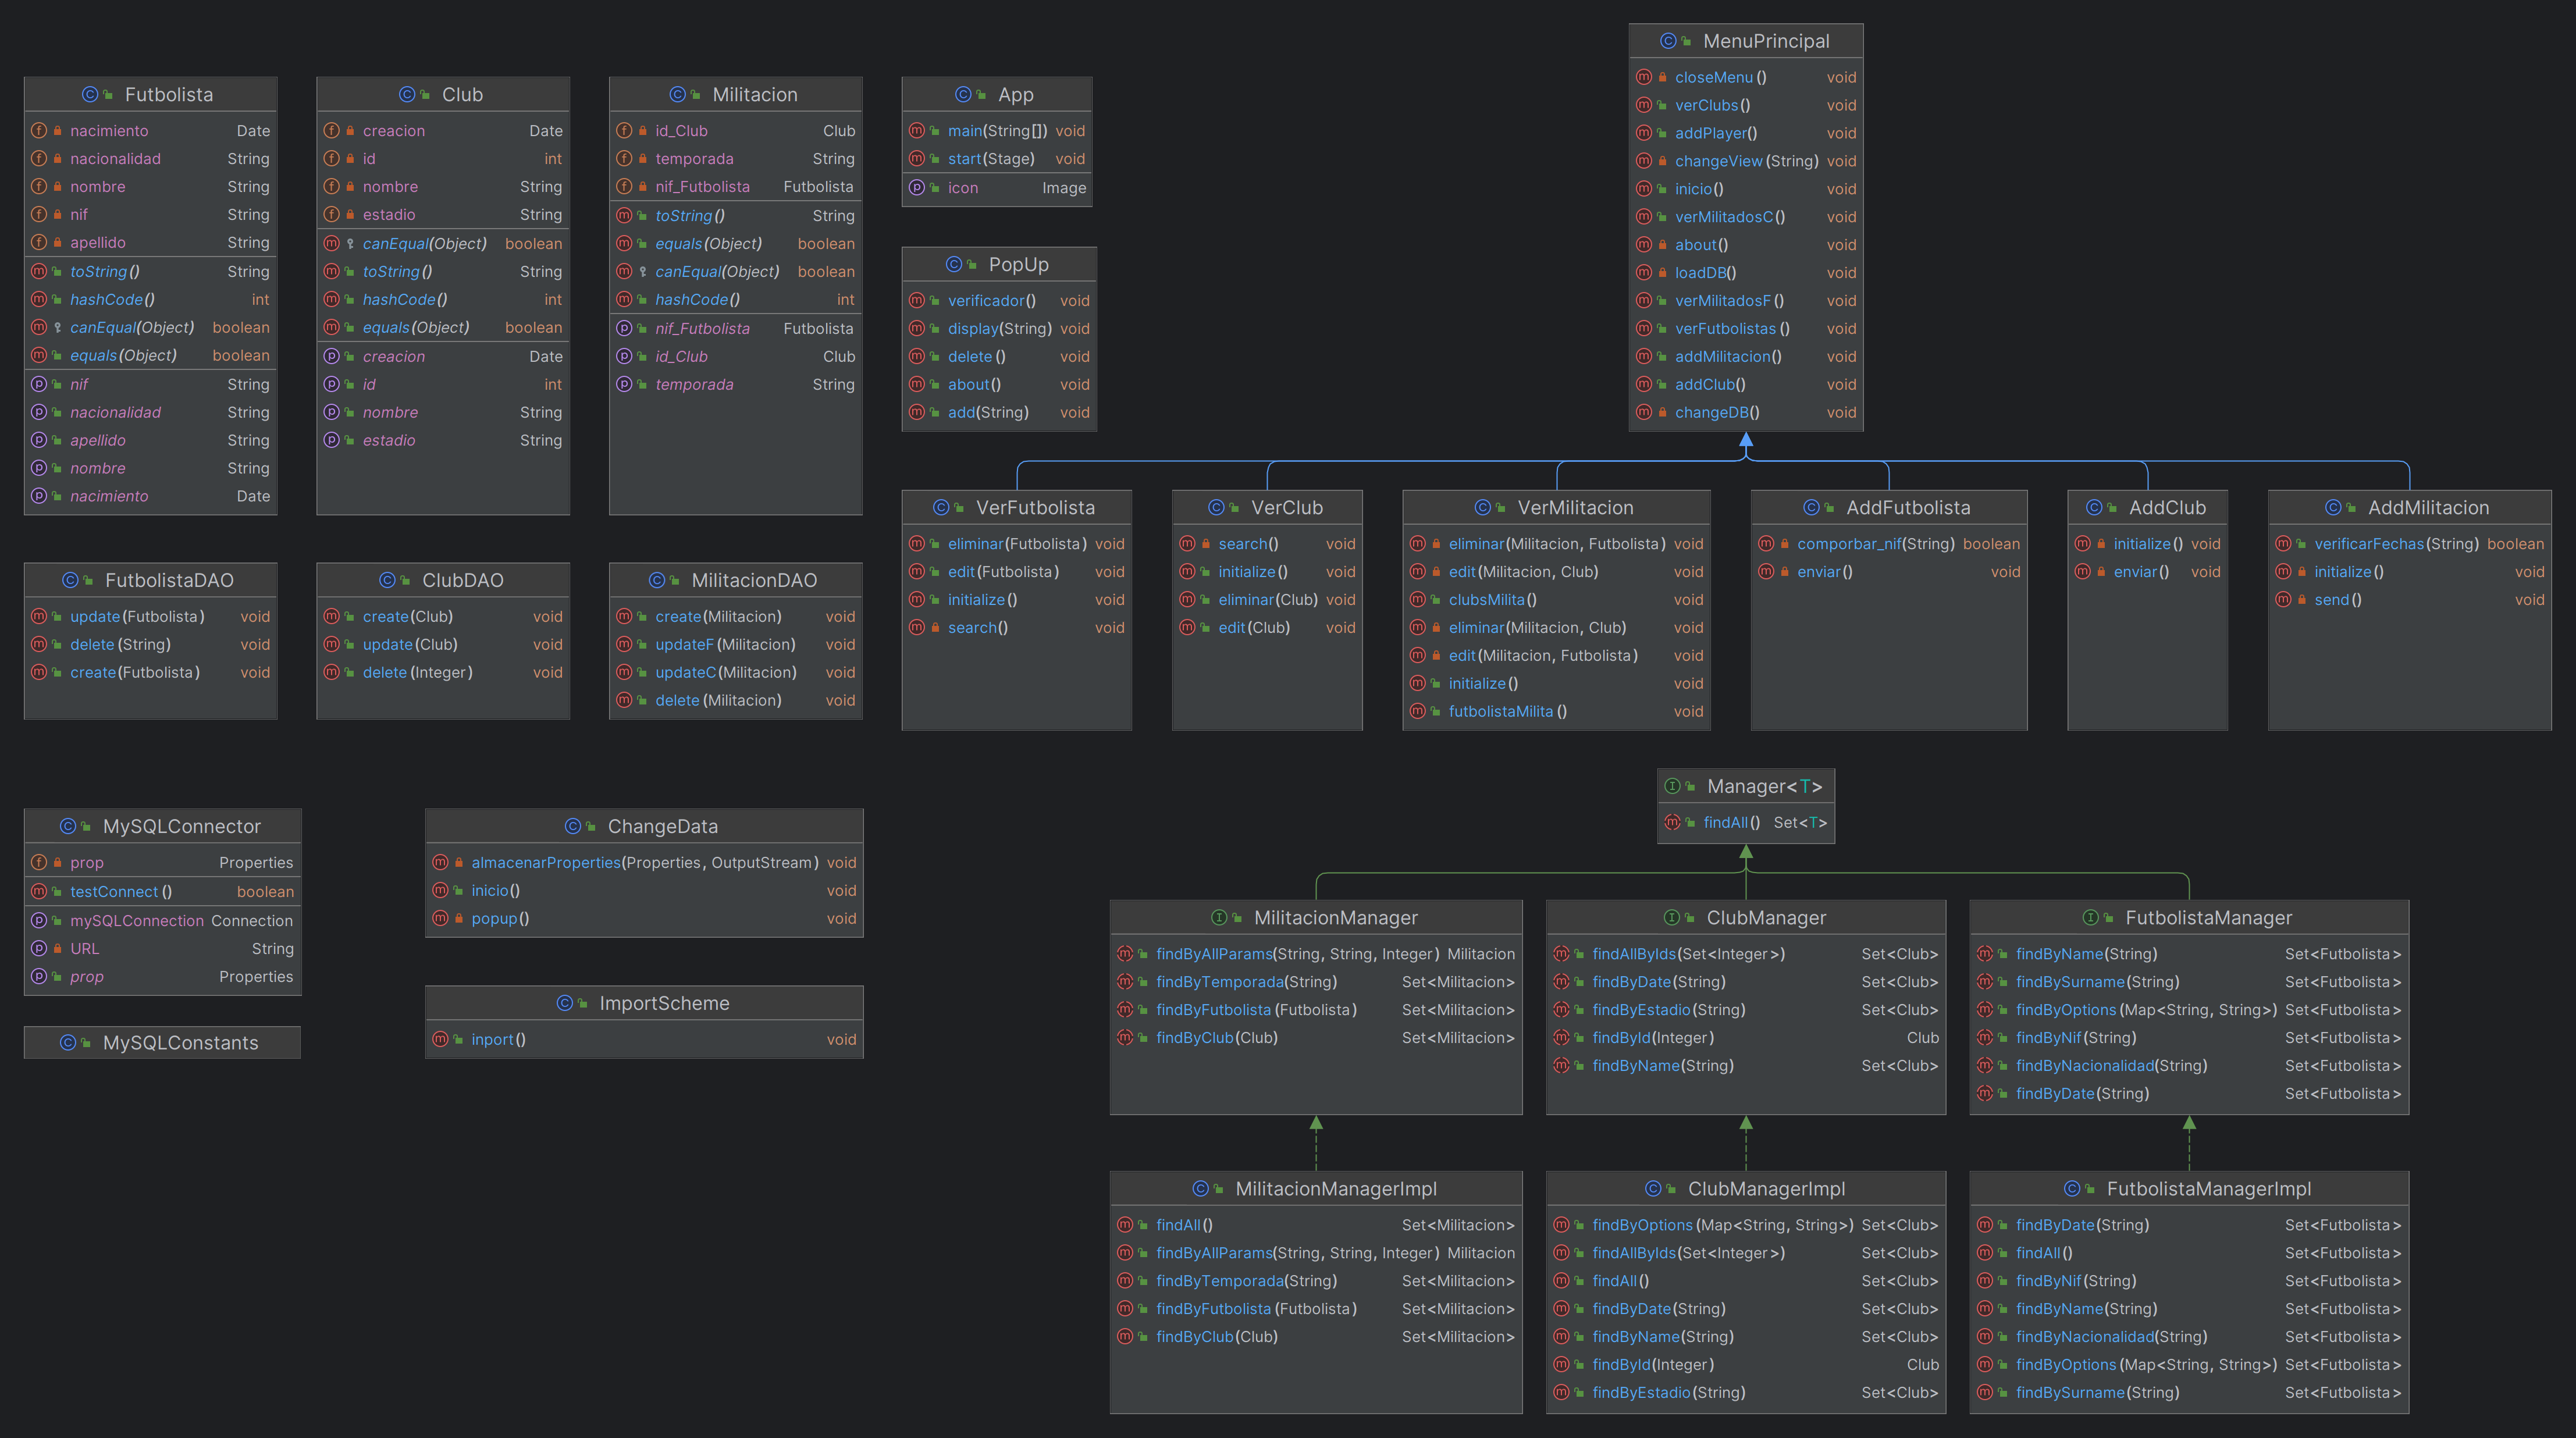 MenuPrincipal
closeMenu() void
verClubs() void
addPlayer() void
changeView(String) void
inicio() void
verMilitadosC() void
about() void
loadDB() void
verMilitadosF() void
verFutbolistas() void
addMilitacion() void
addClub() void
changeDB() void
Futbolista
nacimiento Date
nacionalidad String
nombre String
nif String
apellido String
toString() String
hashCode() int
canEqual(Object) boolean
equals(Object) boolean
nif String
nacionalidad String
apellido String
nombre String
nacimiento Date
Club
creacion Date
id int
nombre String
estadio String
canEqual(Object) boolean
toString() String
hashCode() int
equals(Object) boolean
creacion Date
id int
nombre String
estadio String
Militacion
id_Club Club
temporada String
nif_Futbolista Futbolista
toString() String
equals(Object) boolean
canEqual(Object) boolean
hashCode() int
nif_Futbolista Futbolista
id_Club Club
temporada String
App
main(String[]) void
start(Stage) void
icon Image
PopUp
verificador() void
display(String) void
delete() void
about() void
add(String) void
VerFutbolista
eliminar(Futbolista) void
edit(Futbolista) void
initialize() void
search() void
VerClub
search() void
initialize() void
eliminar(Club) void
edit(Club) void
VerMilitacion
eliminar(Militacion, Futbolista) void
edit(Militacion, Club) void
clubsMilita() void
eliminar(Militacion, Club) void
edit(Militacion, Futbolista) void
initialize() void
futbolistaMilita() void
AddFutbolista
comporbar_nif(String) boolean
enviar() void
AddClub
initialize() void
enviar() void
AddMilitacion
verificarFechas(String) boolean
initialize() void
send() void
FutbolistaDAO
update(Futbolista) void
delete(String) void
create(Futbolista) void
ClubDAO
create(Club) void
update(Club) void
delete(Integer) void
MilitacionDAO
create(Militacion) void
updateF(Militacion) void
updateC(Militacion) void
delete(Militacion) void
MySQLConnector
prop Properties
testConnect() boolean
mySQLConnection Connection
URL String
prop Properties
MySQLConstants
ChangeData
almacenarProperties(Properties, OutputStream) void
inicio() void
popup() void
ImportScheme
inport() void
Manager<T>
findAll() Set<T>
MilitacionManager
findByAllParams(String, String, Integer) Militacion
findByTemporada(String) Set<Militacion>
findByFutbolista(Futbolista) Set<Militacion>
findByClub(Club) Set<Militacion>
ClubManager
findAllByIds(Set<Integer>) Set<Club>
findByDate(String) Set<Club>
findByEstadio(String) Set<Club>
findById(Integer) Club
findByName(String) Set<Club>
FutbolistaManager
findByName(String) Set<Futbolista>
findBySurname(String) Set<Futbolista>
findByOptions(Map<String, String>) Set<Futbolista>
findByNif(String) Set<Futbolista>
findByNacionalidad(String) Set<Futbolista>
findByDate(String) Set<Futbolista>
MilitacionManagerImpl
findAll() Set<Militacion>
findByAllParams(String, String, Integer) Militacion
findByTemporada(String) Set<Militacion>
findByFutbolista(Futbolista) Set<Militacion>
findByClub(Club) Set<Militacion>
ClubManagerImpl
findByOptions(Map<String, String>) Set<Club>
findAllByIds(Set<Integer>) Set<Club>
findAll() Set<Club>
findByDate(String) Set<Club>
findByName(String) Set<Club>
findById(Integer) Club
findByEstadio(String) Set<Club>
FutbolistaManagerImpl
findByDate(String) Set<Futbolista>
findAll() Set<Futbolista>
findByNif(String) Set<Futbolista>
findByName(String) Set<Futbolista>
findByNacionalidad(String) Set<Futbolista>
findByOptions(Map<String, String>) Set<Futbolista>
findBySurname(String) Set<Futbolista>